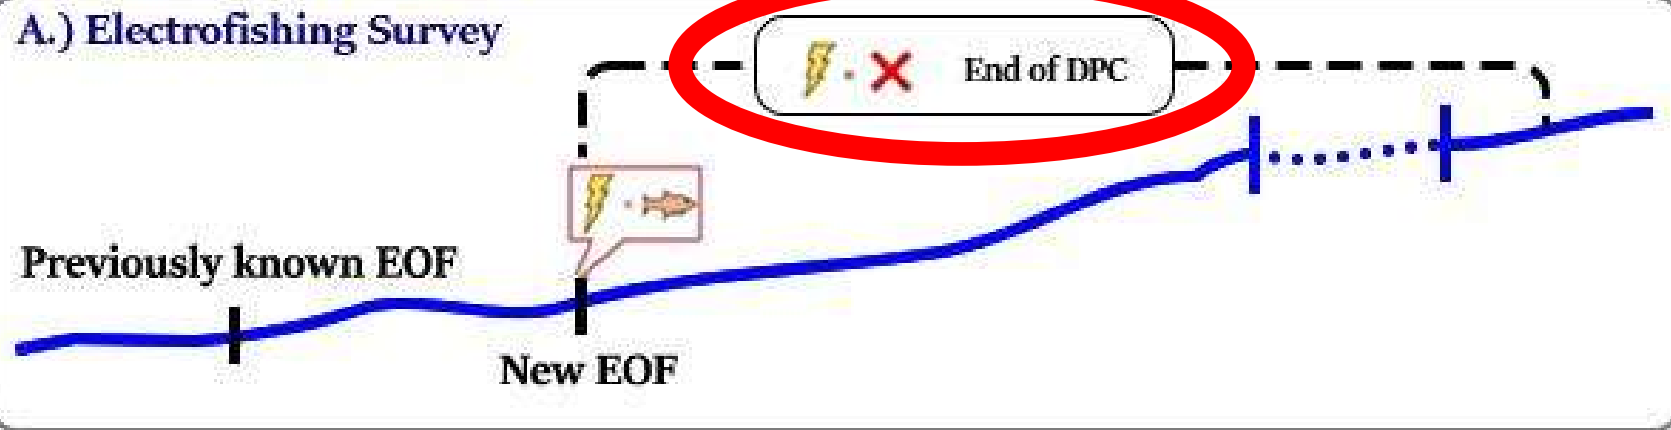 A.) Electrofishing Survey
End of DPC
Previously known EOF
New EOF